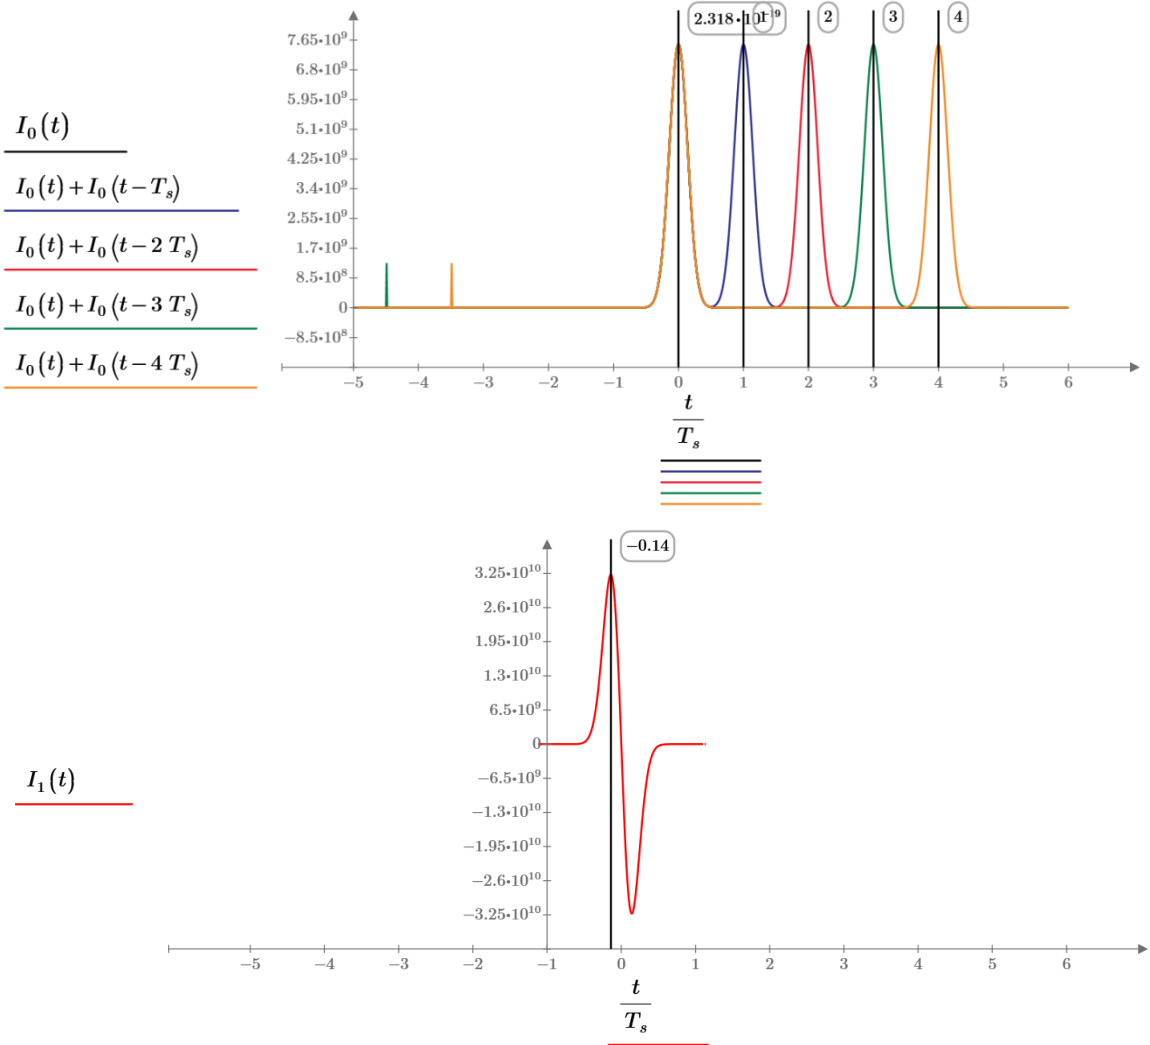 2.318•10⁻¹⁹ 1 2 3 4
7.65•10⁹
6.8•10⁹
5.95•10⁹
5.1•10⁹
4.25•10⁹
3.4•10⁹
2.55•10⁹
1.7•10⁹
8.5•10⁸
0
−8.5•10⁸
I₀(t)
I₀(t)+I₀(t−Tₛ)
I₀(t)+I₀(t−2 Tₛ)
I₀(t)+I₀(t−3 Tₛ)
I₀(t)+I₀(t−4 Tₛ)
−5 −4 −3 −2 −1 0 1 2 3 4 5 6
t
Tₛ
−0.14
3.25•10¹⁰
2.6•10¹⁰
1.95•10¹⁰
1.3•10¹⁰
6.5•10⁹
0
−6.5•10⁹
−1.3•10¹⁰
−1.95•10¹⁰
−2.6•10¹⁰
−3.25•10¹⁰
I₁(t)
−5 −4 −3 −2 −1 0 1 2 3 4 5 6
t
Tₛ